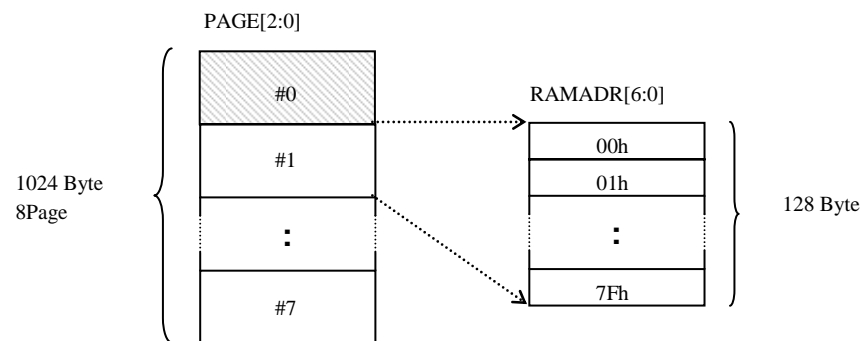 PAGE[2:0]
#0
#1
:
#7
1024 Byte
8Page
RAMADR[6:0]
00h
01h
:
7Fh
128 Byte